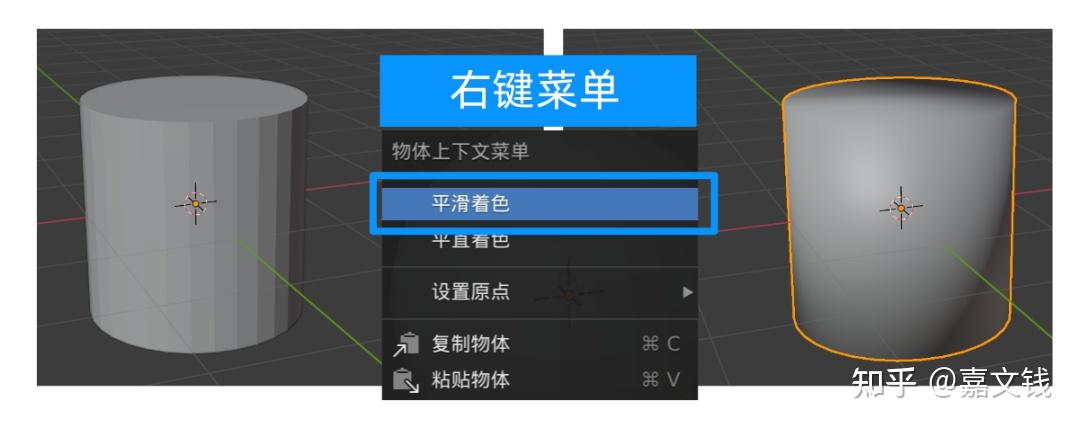 右键菜单
物体上下文菜单
平滑着色
平直着色
设置原点 ▶
复制物体 ⌘ C
粘贴物体 ⌘ V
知乎 @嘉文钱